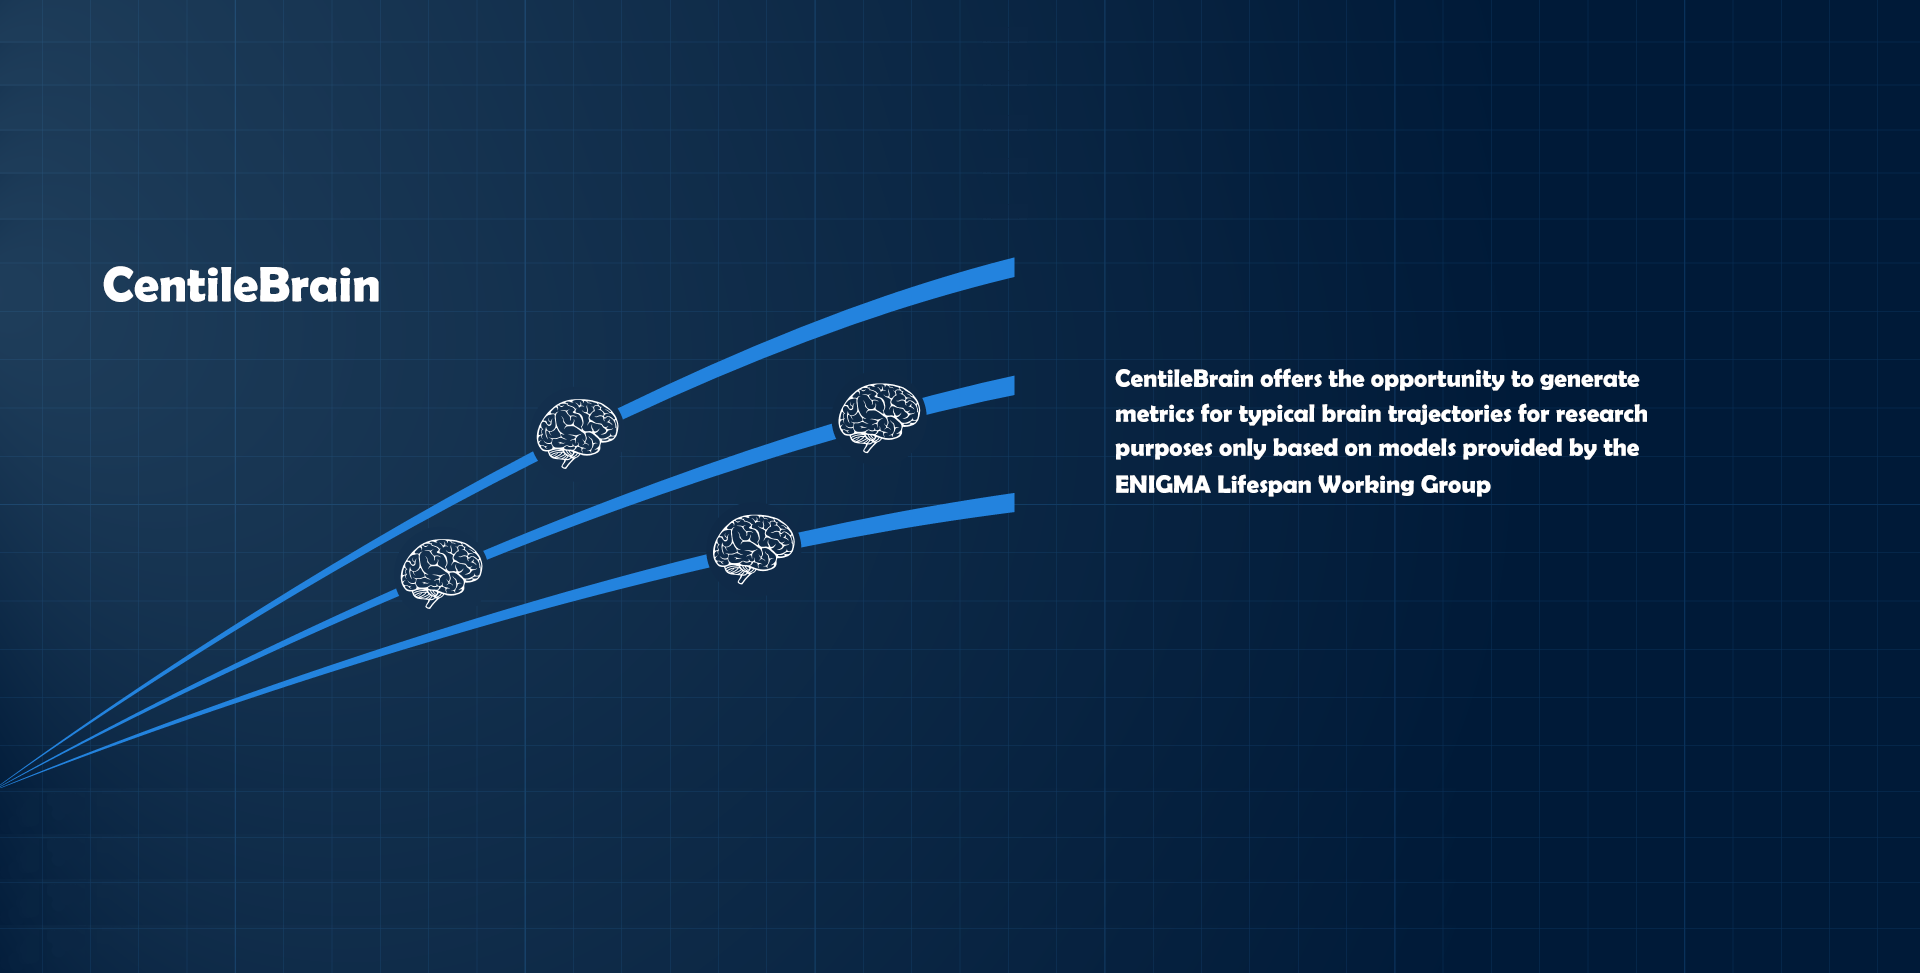 CentileBrain
CentileBrain offers the opportunity to generate
metrics for typical brain trajectories for research
purposes only based on models provided by the
ENIGMA Lifespan Working Group